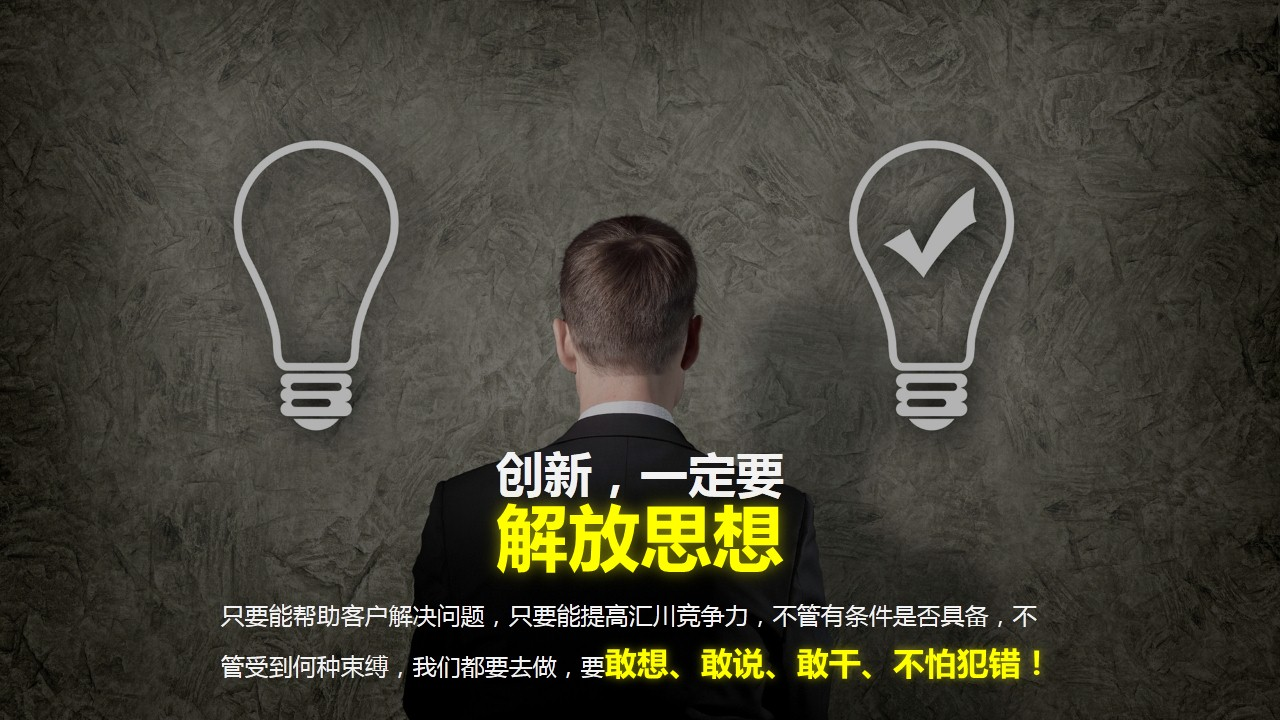 创新，一定要
解放思想
只要能帮助客户解决问题，只要能提高汇川竞争力，不管有条件是否具备，不
管受到何种束缚，我们都要去做，要敢想、敢说、敢干、不怕犯错！